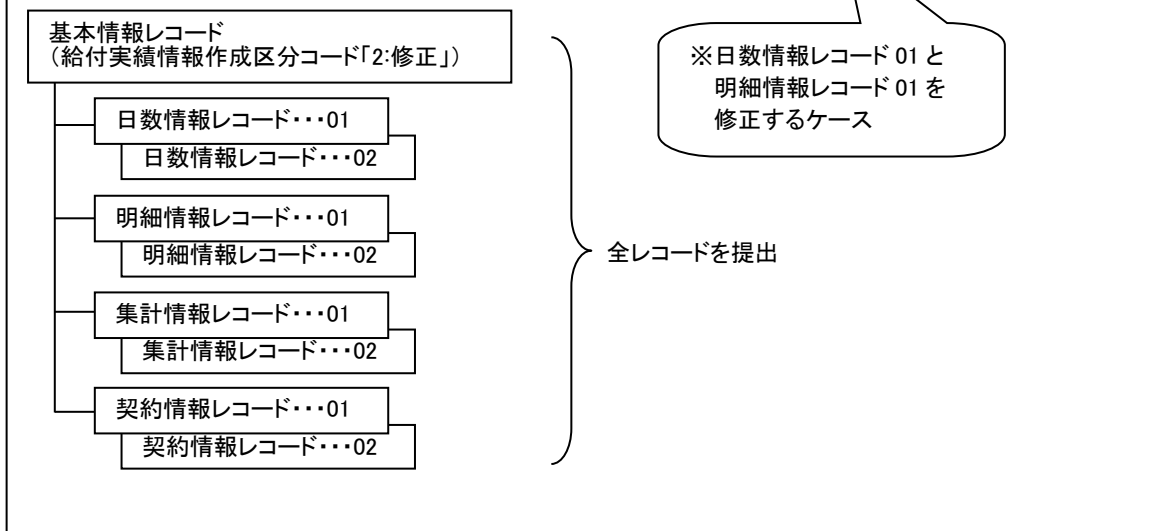 基本情報レコード
（給付実績情報作成区分コード「2:修正」）
※日数情報レコード 01 と
明細情報レコード 01 を
修正するケース
日数情報レコード・・・01
日数情報レコード・・・02
明細情報レコード・・・01
明細情報レコード・・・02
全レコードを提出
集計情報レコード・・・01
集計情報レコード・・・02
契約情報レコード・・・01
契約情報レコード・・・02